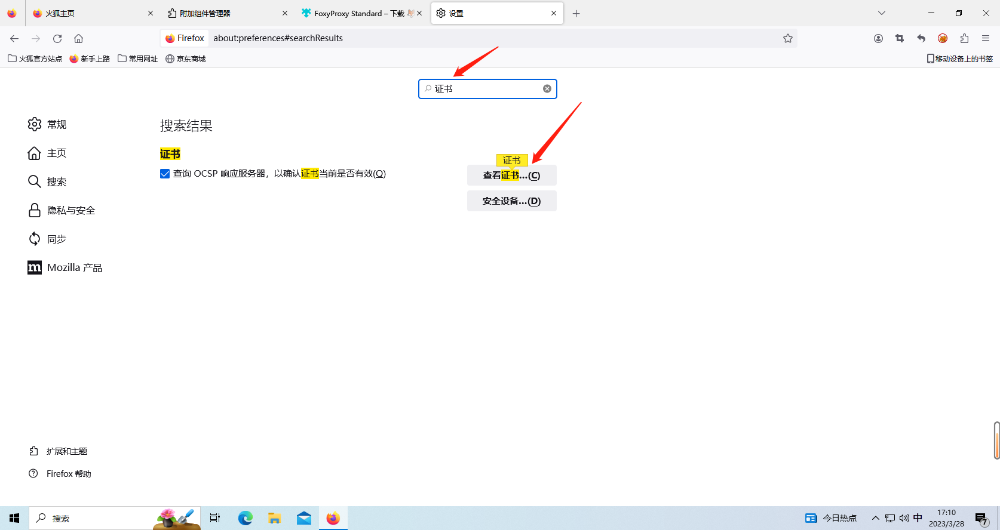 火狐主页
附加组件管理器
FoxyProxy Standard – 下载
设置
Firefox
about:preferences#searchResults
火狐官方站点
新手上路
常用网址
京东商城
移动设备上的书签
证书
常规
主页
搜索
隐私与安全
同步
Mozilla 产品
搜索结果
证书
查询 OCSP 响应服务器，以确认证书当前是否有效(Q)
证书
查看证书...(C)
安全设备...(D)
扩展和主题
Firefox 帮助
搜索
今日热点
中
17:10
2023/3/28
7